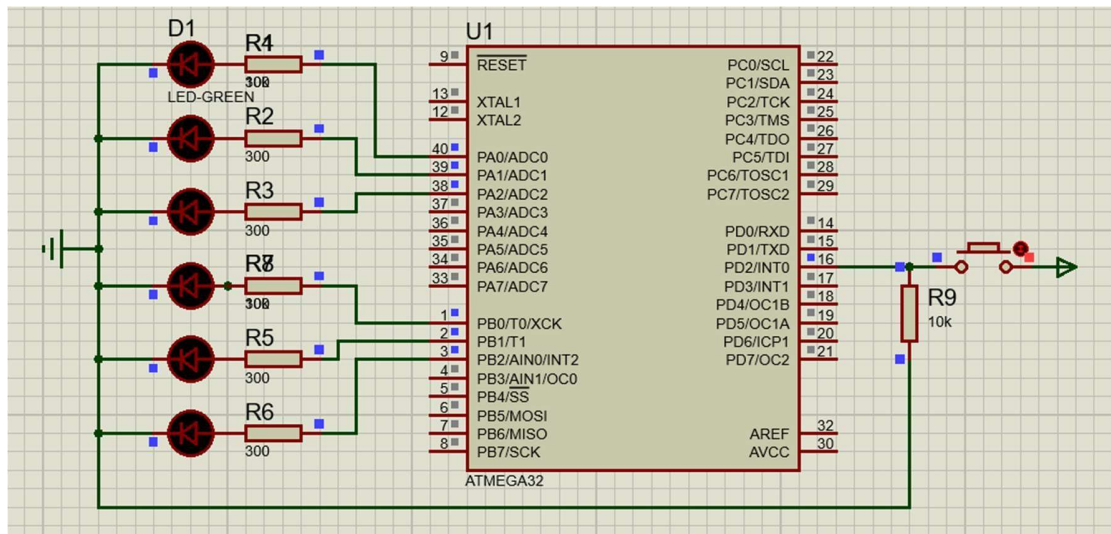 D1
R4
LED-GREEN
R2
300
R3
300
R5
300
R6
300
U1
9
RESET
13
XTAL1
12
XTAL2
40
PA0/ADC0
39
PA1/ADC1
38
PA2/ADC2
37
PA3/ADC3
36
PA4/ADC4
35
PA5/ADC5
34
PA6/ADC6
33
PA7/ADC7
1
PB0/T0/XCK
2
PB1/T1
3
PB2/AIN0/INT2
4
PB3/AIN1/OC0
5
PB4/SS
6
PB5/MOSI
7
PB6/MISO
8
PB7/SCK
22
PC0/SCL
23
PC1/SDA
24
PC2/TCK
25
PC3/TMS
26
PC4/TDO
27
PC5/TDI
28
PC6/TOSC1
29
PC7/TOSC2
14
PD0/RXD
15
PD1/TXD
16
PD2/INT0
17
PD3/INT1
18
PD4/OC1B
19
PD5/OC1A
20
PD6/ICP1
21
PD7/OC2
32
AREF
30
AVCC
ATMEGA32
R9
10k